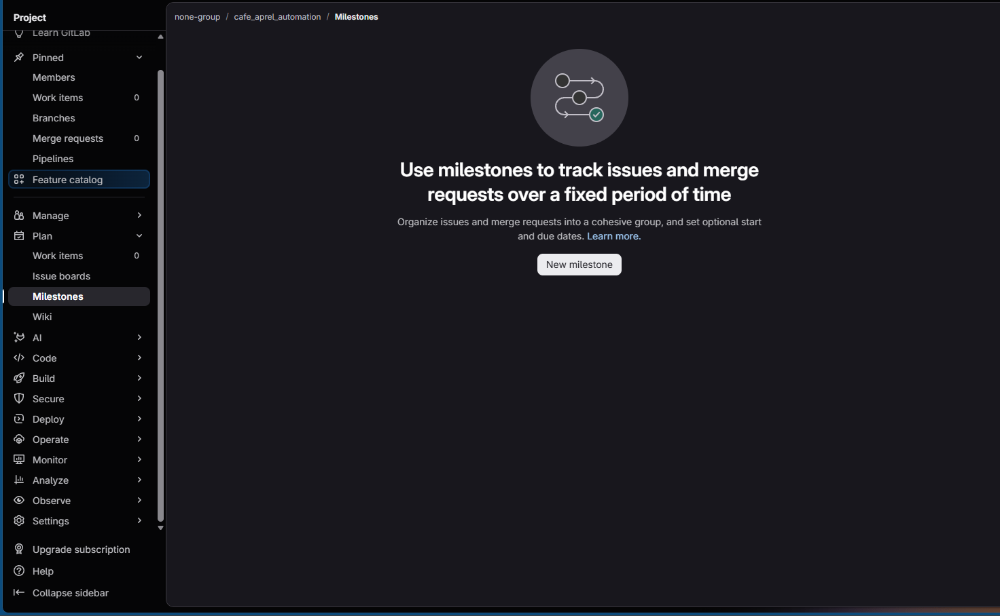 Project
Learn GitLab
Pinned
Members
Work items 0
Branches
Merge requests 0
Pipelines
Feature catalog
Manage
Plan
Work items 0
Issue boards
Milestones
Wiki
AI
Code
Build
Secure
Deploy
Operate
Monitor
Analyze
Observe
Settings
Upgrade subscription
Help
Collapse sidebar
none-group / cafe_aprel_automation / Milestones
Use milestones to track issues and merge
requests over a fixed period of time
Organize issues and merge requests into a cohesive group, and set optional start
and due dates. Learn more.
New milestone